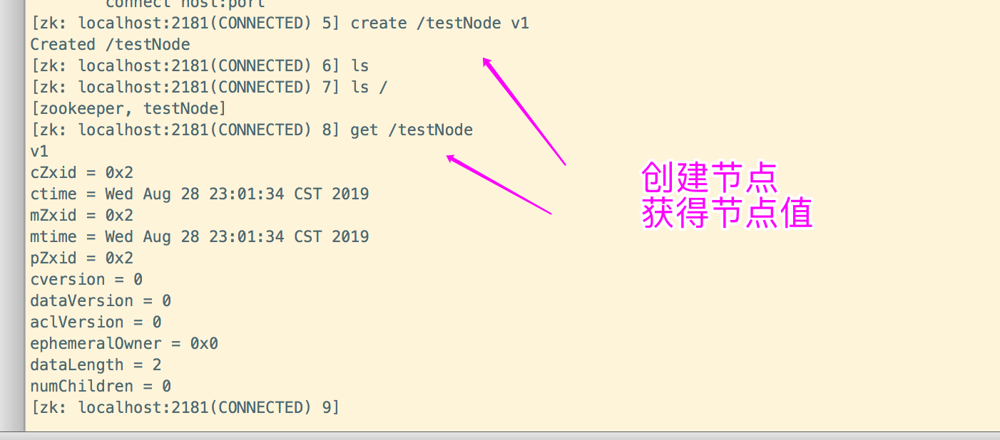 connect host:port
[zk: localhost:2181(CONNECTED) 5] create /testNode v1
Created /testNode
[zk: localhost:2181(CONNECTED) 6] ls
[zk: localhost:2181(CONNECTED) 7] ls /
[zookeeper, testNode]
[zk: localhost:2181(CONNECTED) 8] get /testNode
v1
cZxid = 0x2
ctime = Wed Aug 28 23:01:34 CST 2019
mZxid = 0x2
mtime = Wed Aug 28 23:01:34 CST 2019
pZxid = 0x2
cversion = 0
dataVersion = 0
aclVersion = 0
ephemeralOwner = 0x0
dataLength = 2
numChildren = 0
[zk: localhost:2181(CONNECTED) 9]
创建节点
获得节点值